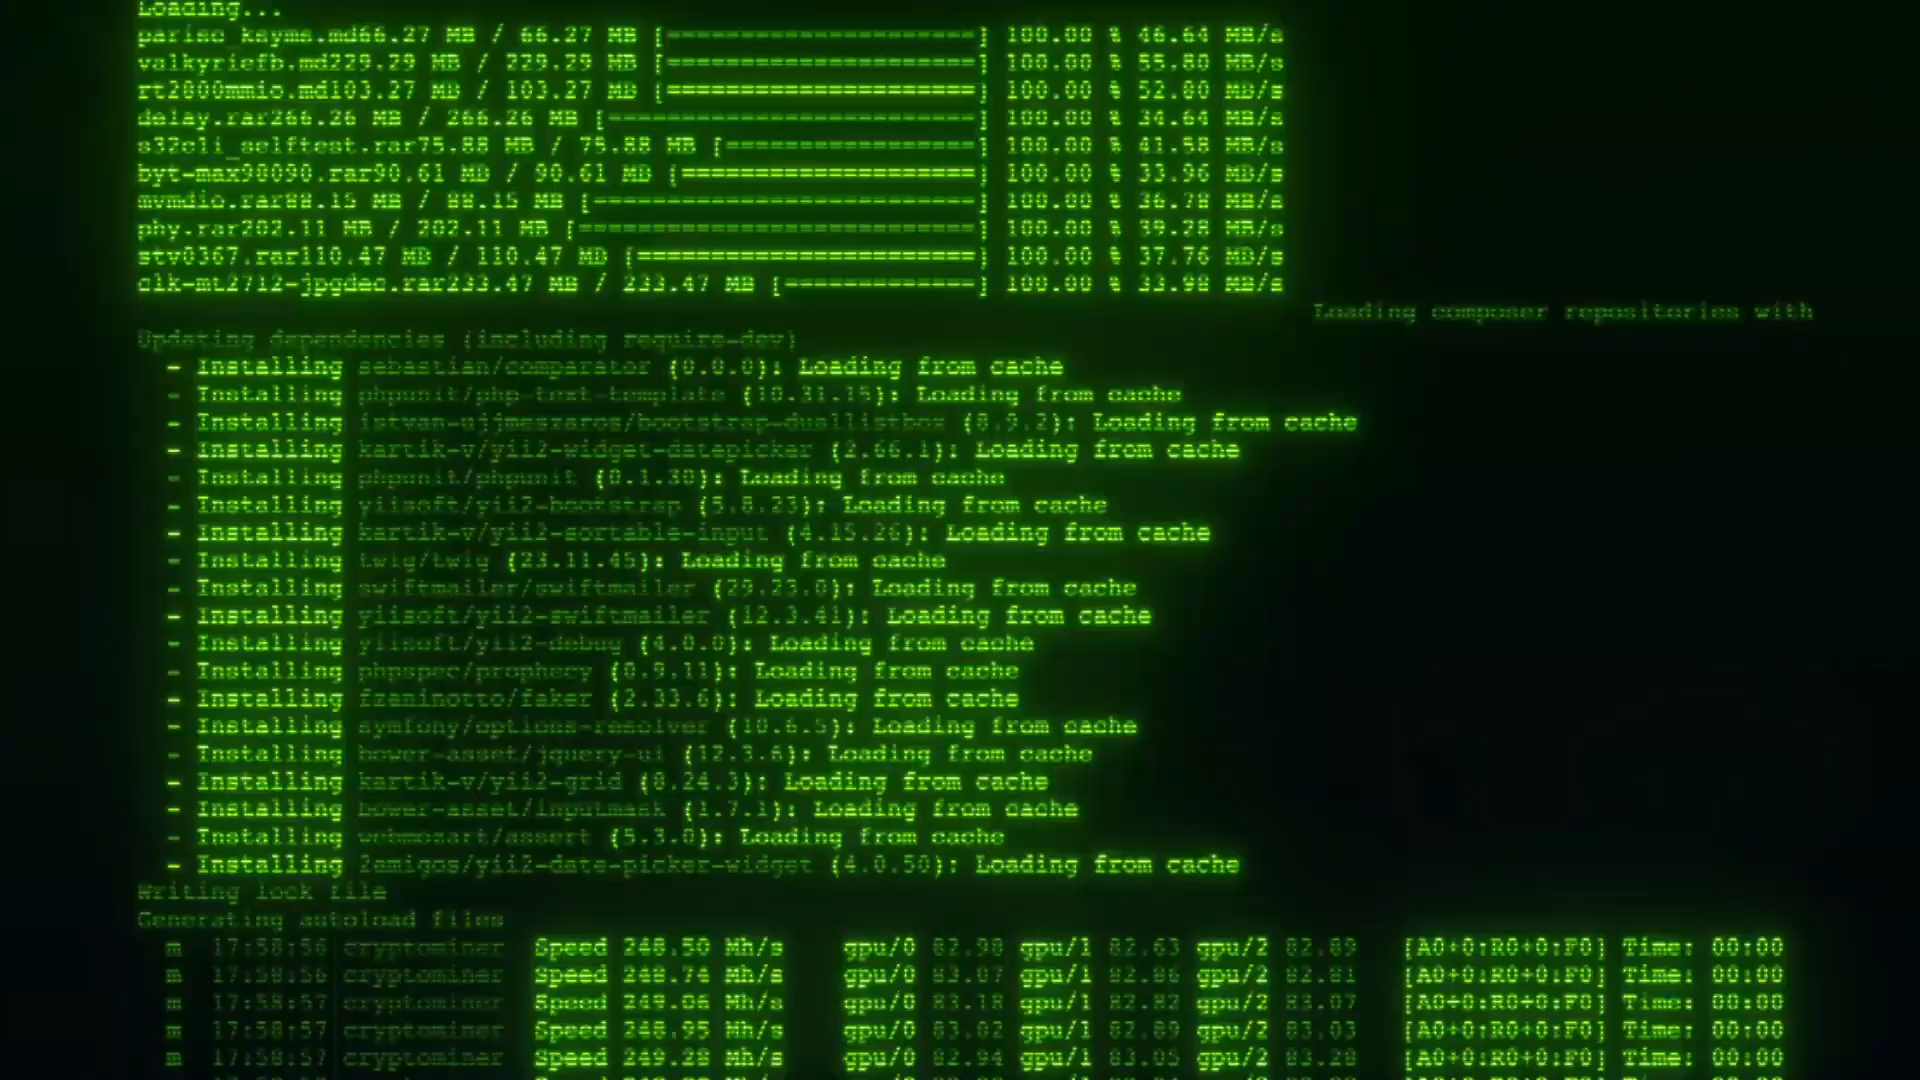 Loading...
parisc_ksyms.md66.27 MB / 66.27 MB [=====================] 100.00 % 46.64 MB/s
valkyriefb.md229.29 MB / 229.29 MB [=====================] 100.00 % 55.80 MB/s
rt2800mmio.md103.27 MB / 103.27 MB [=====================] 100.00 % 52.80 MB/s
delay.rar266.26 MB / 266.26 MB [=========================] 100.00 % 34.64 MB/s
s32cli_selftest.rar75.88 MB / 75.88 MB [=================] 100.00 % 41.58 MB/s
byt-max98090.rar90.61 MB / 90.61 MB [====================] 100.00 % 33.96 MB/s
mvmdio.rar88.15 MB / 88.15 MB [==========================] 100.00 % 36.78 MB/s
phy.rar202.11 MB / 202.11 MB [===========================] 100.00 % 39.28 MB/s
stv0367.rar110.47 MB / 110.47 MB [=======================] 100.00 % 37.76 MB/s
clk-mt2712-jpgdec.rar233.47 MB / 233.47 MB [=============] 100.00 % 33.98 MB/s
Loading composer repositories with
Updating dependencies (including require-dev)
- Installing sebastian/comparator (0.0.0): Loading from cache
- Installing phpunit/php-text-template (10.31.15): Loading from cache
- Installing istvan-ujjmeszaros/bootstrap-duallistbox (8.9.2): Loading from cache
- Installing kartik-v/yii2-widget-datepicker (2.66.1): Loading from cache
- Installing phpunit/phpunit (0.1.30): Loading from cache
- Installing yiisoft/yii2-bootstrap (5.8.23): Loading from cache
- Installing kartik-v/yii2-sortable-input (4.15.26): Loading from cache
- Installing twig/twig (23.11.45): Loading from cache
- Installing swiftmailer/swiftmailer (29.23.0): Loading from cache
- Installing yiisoft/yii2-swiftmailer (12.3.41): Loading from cache
- Installing yiisoft/yii2-debug (4.0.0): Loading from cache
- Installing phpspec/prophecy (0.9.11): Loading from cache
- Installing fzaninotto/faker (2.33.6): Loading from cache
- Installing symfony/options-resolver (10.6.5): Loading from cache
- Installing bower-asset/jquery-ui (12.3.6): Loading from cache
- Installing kartik-v/yii2-grid (8.24.3): Loading from cache
- Installing bower-asset/inputmask (1.7.1): Loading from cache
- Installing webmozart/assert (5.3.0): Loading from cache
- Installing 2amigos/yii2-date-picker-widget (4.0.50): Loading from cache
Writing lock file
Generating autoload files
m 17:58:56 cryptominer Speed 248.50 Mh/s gpu/0 82.98 gpu/1 82.63 gpu/2 82.89 [A0+0:R0+0:F0] Time: 00:00
m 17:58:56 cryptominer Speed 248.74 Mh/s gpu/0 83.07 gpu/1 82.86 gpu/2 82.81 [A0+0:R0+0:F0] Time: 00:00
m 17:58:57 cryptominer Speed 249.06 Mh/s gpu/0 83.18 gpu/1 82.82 gpu/2 83.07 [A0+0:R0+0:F0] Time: 00:00
m 17:58:57 cryptominer Speed 248.95 Mh/s gpu/0 83.02 gpu/1 82.89 gpu/2 83.03 [A0+0:R0+0:F0] Time: 00:00
m 17:58:57 cryptominer Speed 249.28 Mh/s gpu/0 82.94 gpu/1 83.05 gpu/2 83.28 [A0+0:R0+0:F0] Time: 00:00